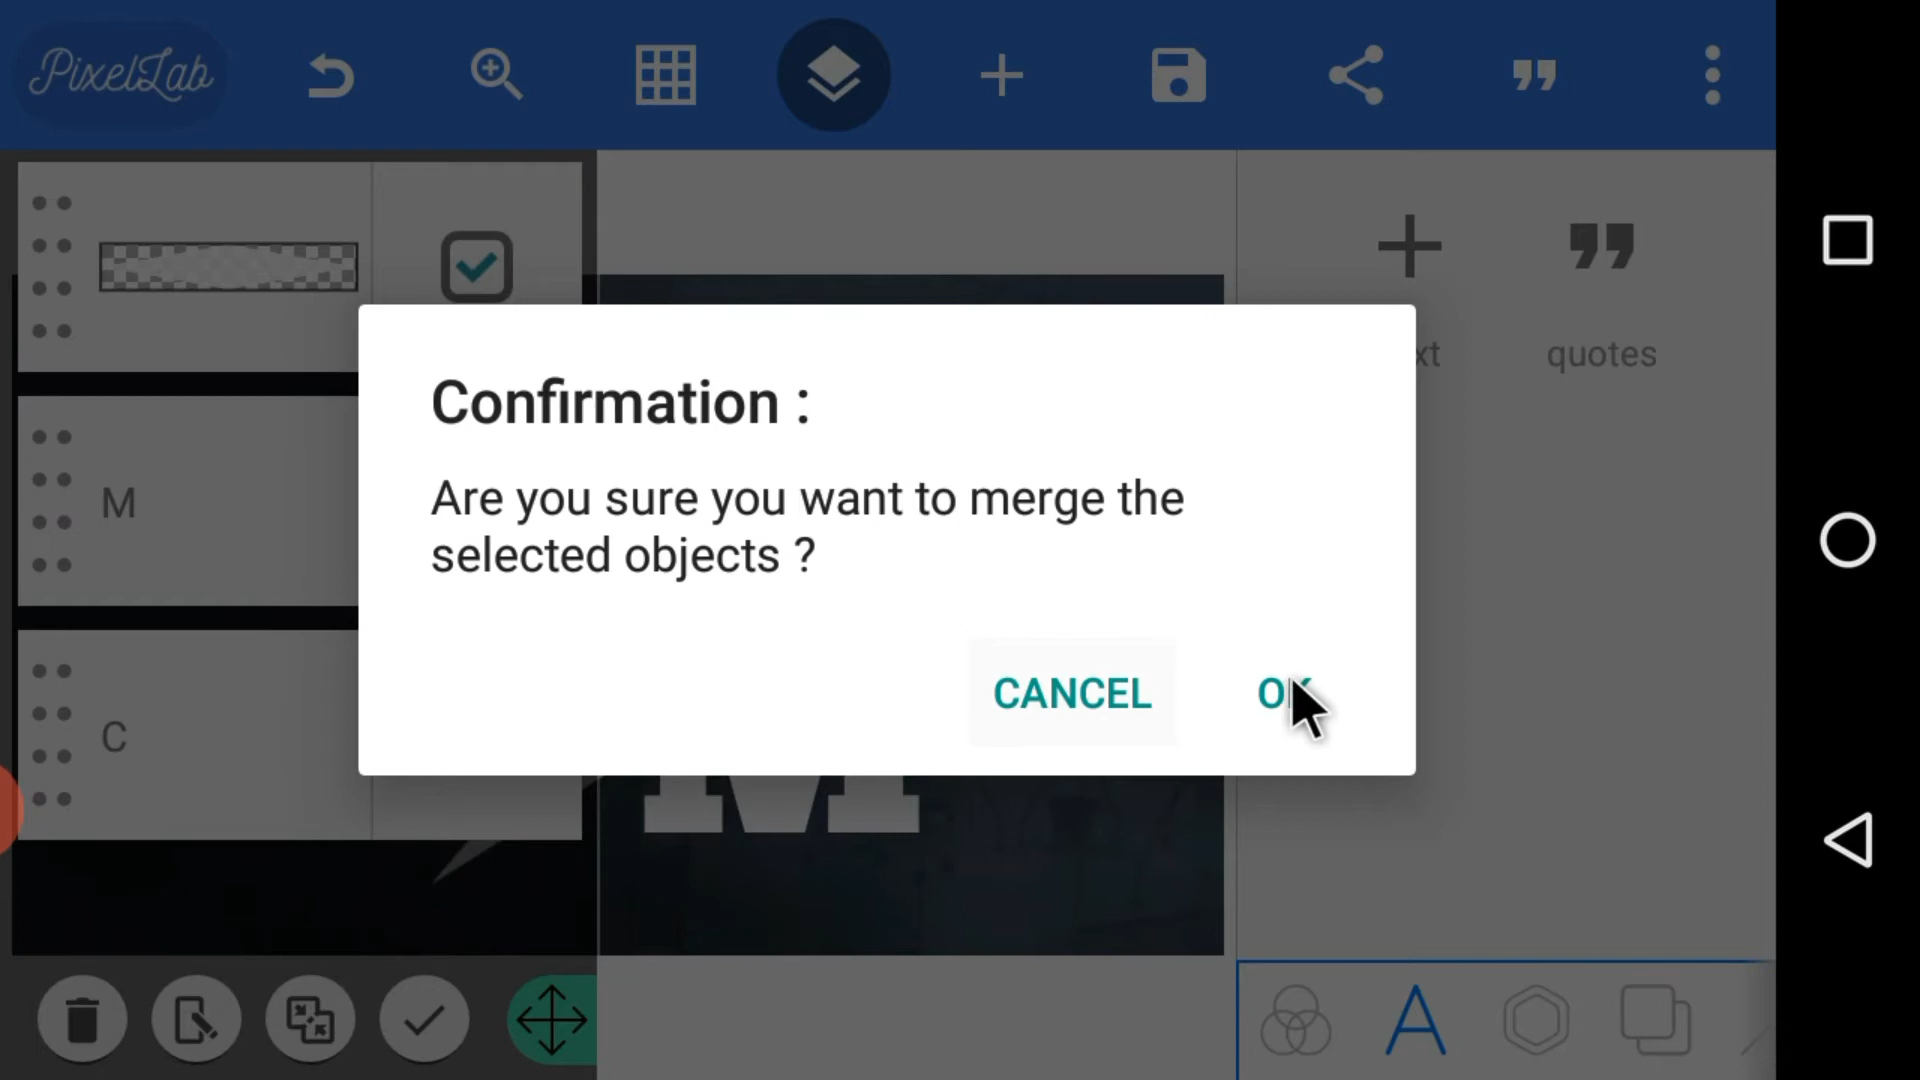 PixelLab
xt
quotes
M
C
Confirmation :
Are you sure you want to merge the
selected objects ?
CANCEL
OK
M
A